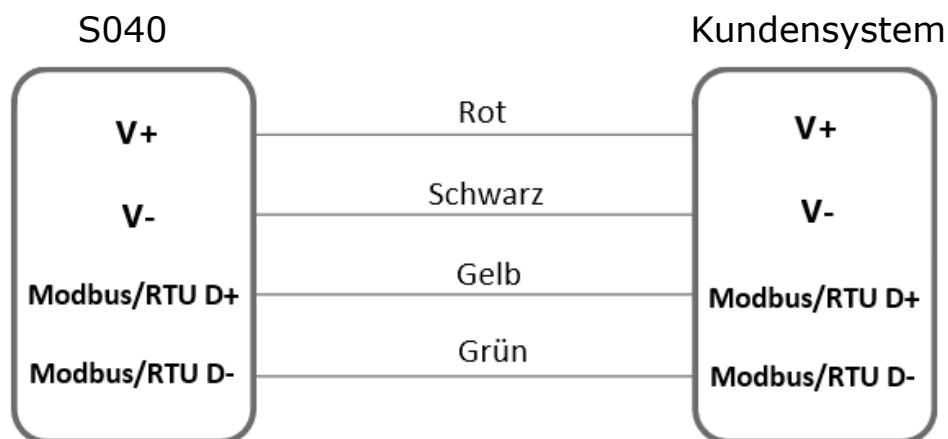 S040 Kundensystem
V+ Rot V+
V- Schwarz V-
Modbus/RTU D+ Gelb Modbus/RTU D+
Modbus/RTU D- Grün Modbus/RTU D-